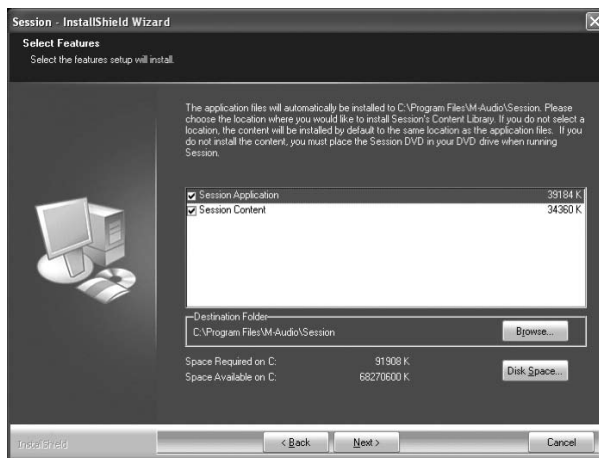 Session - InstallShield Wizard
Select Features
Select the features setup will install.
The application files will automatically be installed to C:\Program Files\M-Audio\Session. Please
choose the location where you would like to install Session's Content Library. If you do not select a
location, the content will be installed by default to the same location as the application files. If you
do not install the content, you must place the Session DVD in your DVD drive when running
Session.
Session Application 39184 K
Session Content 34360 K
Destination Folder
C:\Program Files\M-Audio\Session
Browse...
Space Required on C: 91908 K
Space Available on C: 68270600 K
Disk Space...
InstallShield
< Back
Next >
Cancel